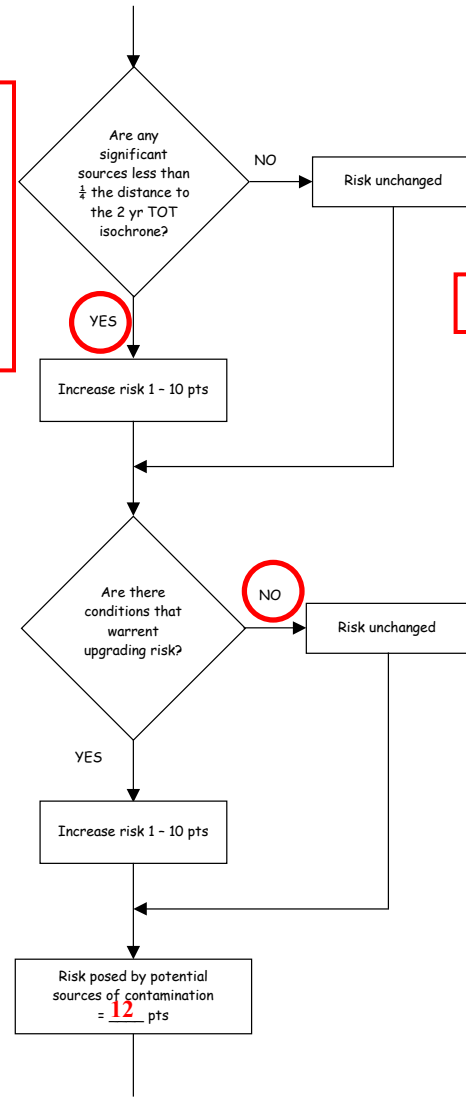 Are any
significant
sources less than
¼ the distance to
the 2 yr TOT
isochrone?
NO
Risk unchanged
YES
Increase risk 1 - 10 pts
Are there
conditions that
warrent
upgrading risk?
NO
Risk unchanged
YES
Increase risk 1 - 10 pts
Risk posed by potential
sources of contamination
= 12 pts